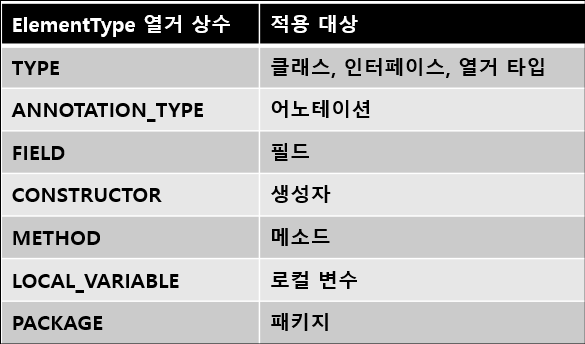 ElementType 열거 상수 적용 대상
TYPE 클래스, 인터페이스, 열거 타입
ANNOTATION_TYPE 어노테이션
FIELD 필드
CONSTRUCTOR 생성자
METHOD 메소드
LOCAL_VARIABLE 로컬 변수
PACKAGE 패키지